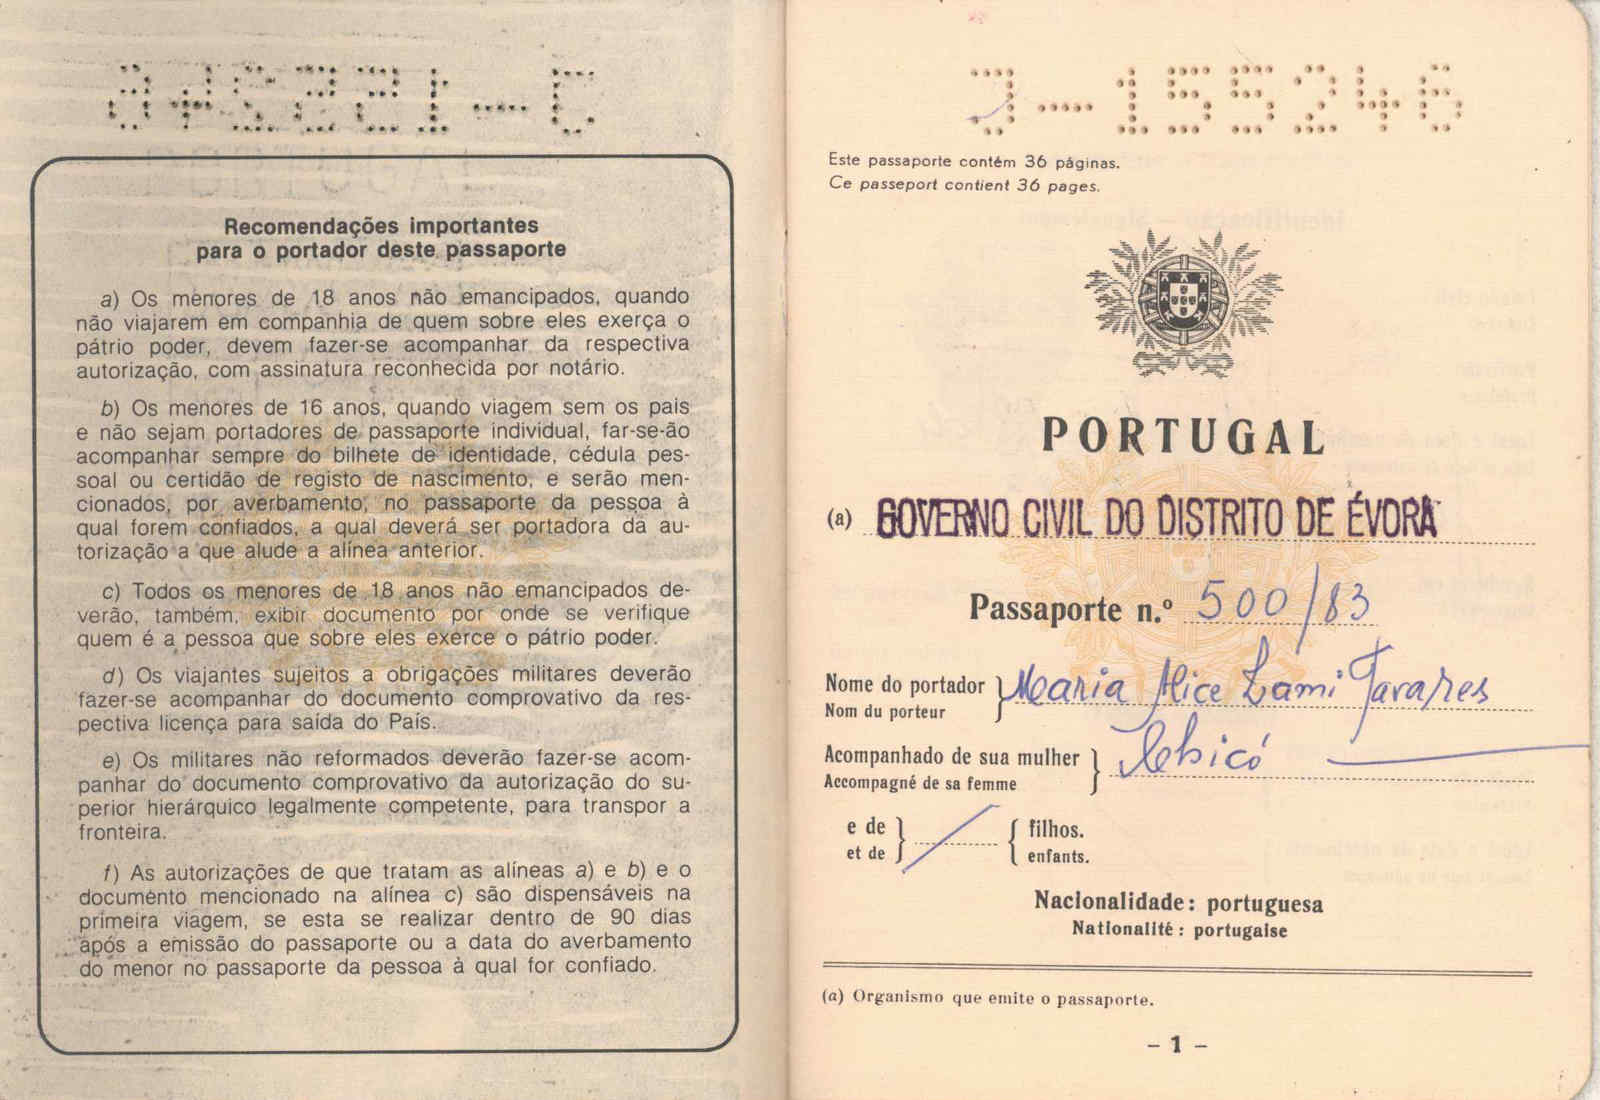 Recomendações importantes
para o portador deste passaporte
a) Os menores de 18 anos não emancipados, quando
não viajarem em companhia de quem sobre eles exerça o
pátrio poder, devem fazer-se acompanhar da respectiva
autorização, com assinatura reconhecida por notário.
b) Os menores de 16 anos, quando viagem sem os pais
e não sejam portadores de passaporte individual, far-se-ão
acompanhar sempre do bilhete de identidade, cédula pes-
soal ou certidão de registo de nascimento, e serão men-
cionados, por averbamento, no passaporte da pessoa à
qual forem confiados, a qual deverá ser portadora da au-
torização a que alude a alínea anterior.
c) Todos os menores de 18 anos não emancipados de-
verão, também, exibir documento por onde se verifique
quem é a pessoa que sobre eles exerce o pátrio poder.
d) Os viajantes sujeitos a obrigações militares deverão
fazer-se acompanhar do documento comprovativo da res-
pectiva licença para saída do País.
e) Os militares não reformados deverão fazer-se acom-
panhar do documento comprovativo da autorização do su-
perior hierárquico legalmente competente, para transpor a
fronteira.
f) As autorizações de que tratam as alíneas a) e b) e o
documento mencionado na alínea c) são dispensáveis na
primeira viagem, se esta se realizar dentro de 90 dias
após a emissão do passaporte ou a data do averbamento
do menor no passaporte da pessoa à qual for confiado.
J-155246
Este passaporte contém 36 páginas.
Ce passeport contient 36 pages.
PORTUGAL
(a) GOVERNO CIVIL DO DISTRITO DE ÉVORA
Passaporte n.º 500/83
Nome do portador } Maria Alice Lami Tavares
Nom du porteur
Acompanhado de sua mulher } Chicó
Accompagné de sa femme
e de } { filhos.
et de enfants.
Nacionalidade: portuguesa
Nationalité: portugaise
(a) Organismo que emite o passaporte.
– 1 –